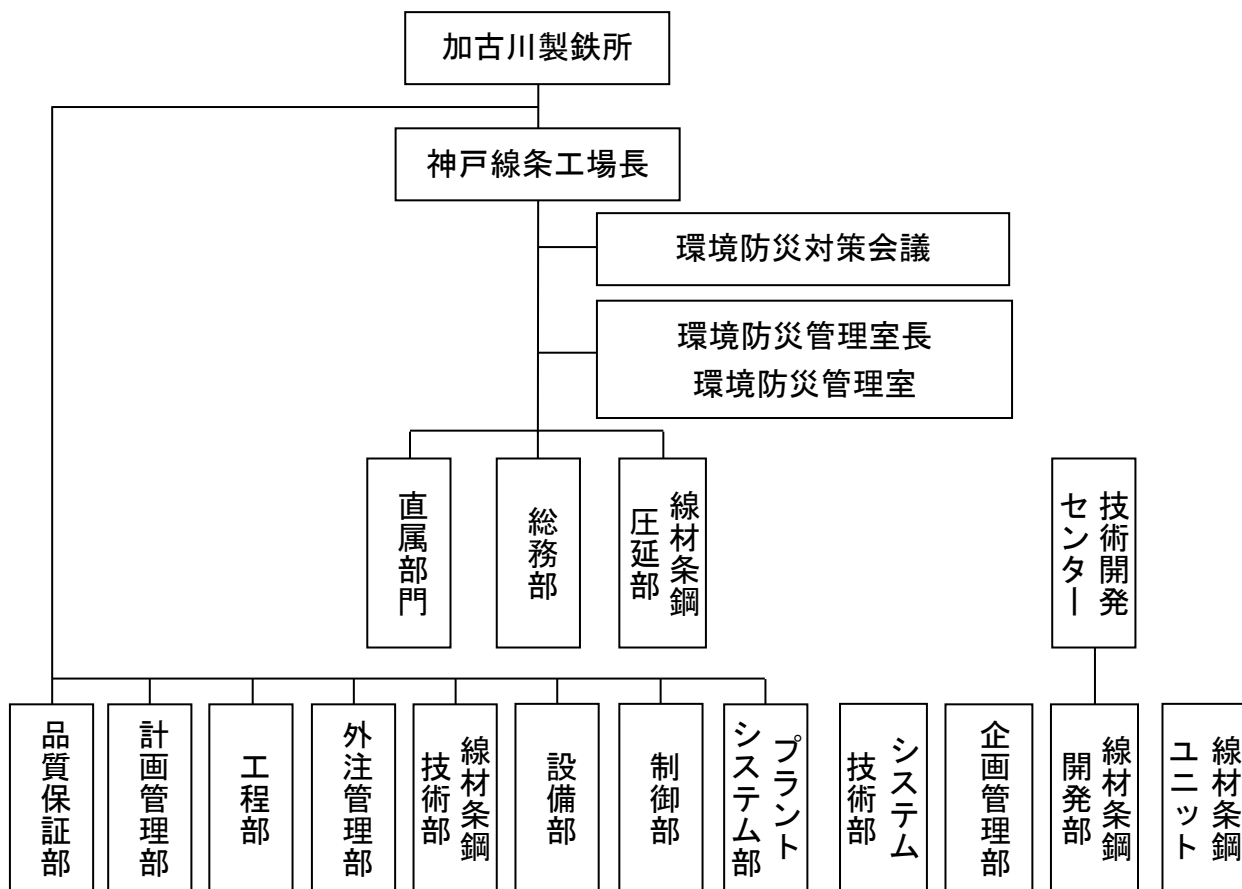 加古川製鉄所
神戸線条工場長
環境防災対策会議
環境防災管理室長
環境防災管理室
直属部門
総務部
線材条鋼
圧延部
技術開発
センター
品質保証部
計画管理部
工程部
外注管理部
線材条鋼
技術部
設備部
制御部
プラント
システム部
システム
技術部
企画管理部
線材条鋼
開発部
線材条鋼
ユニット